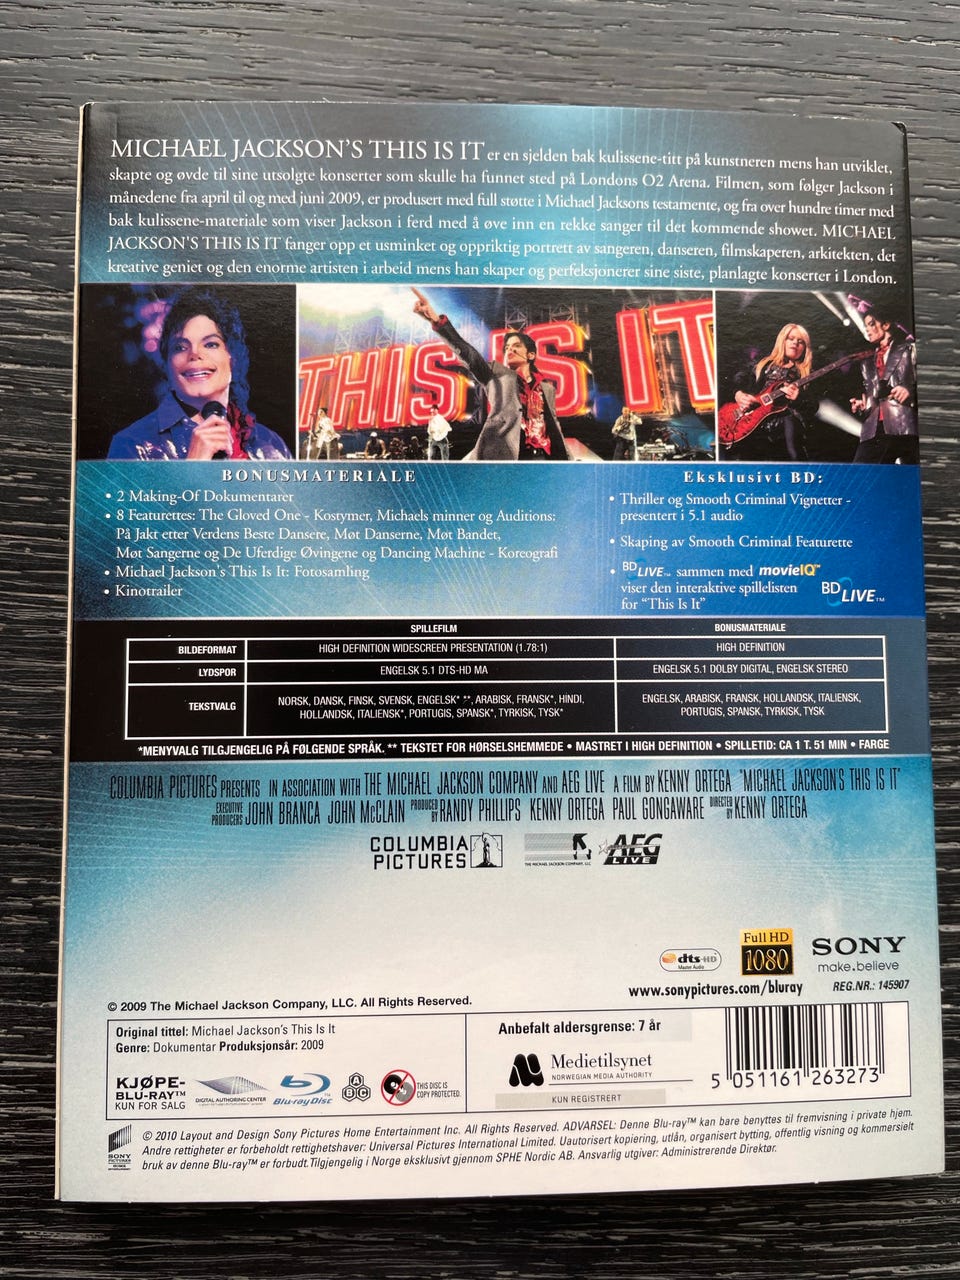 MICHAEL JACKSON'S THIS IS IT er en sjelden bak kulissene-titt på kunstneren mens han utviklet,
skapte og øvde til sine utsolgte konserter som skulle ha funnet sted på Londons O2 Arena. Filmen, som følger Jackson i
månedene fra april til og med juni 2009, er produsert med full støtte i Michael Jacksons testamente, og fra over hundre timer med
bak kulissene-materiale som viser Jackson i ferd med å øve inn en rekke sanger til det kommende showet. MICHAEL
JACKSON'S THIS IS IT fanger opp et usminket og oppriktig portrett av sangeren, danseren, filmskaperen, arkitekten, det
kreative geniet og den enorme artisten i arbeid mens han skaper og perfeksjonerer sine siste, planlagte konserter i London.
THIS IS IT
BONUSMATERIALE
• 2 Making-Of Dokumentarer
• 8 Featurettes: The Gloved One - Kostymer, Michaels minner og Auditions:
På Jakt etter Verdens Beste Dansere, Møt Danserne, Møt Bandet,
Møt Sangerne og De Uferdige Øvingene og Dancing Machine - Koreografi
• Michael Jackson's This Is It: Fotosamling
• Kinotrailer
Eksklusivt BD:
• Thriller og Smooth Criminal Vignetter -
presentert i 5.1 audio
• Skaping av Smooth Criminal Featurette
• BD LIVE™ sammen med movieIQ™
viser den interaktive spillelisten
for "This Is It"
BD LIVE™
SPILLEFILM BONUSMATERIALE
BILDEFORMAT HIGH DEFINITION WIDESCREEN PRESENTATION (1.78:1) HIGH DEFINITION
LYDSPOR ENGELSK 5.1 DTS-HD MA ENGELSK 5.1 DOLBY DIGITAL, ENGELSK STEREO
TEKSTVALG NORSK, DANSK, FINSK, SVENSK, ENGELSK* **, ARABISK, FRANSK*, HINDI,
HOLLANDSK, ITALIENSK*, PORTUGIS, SPANSK*, TYRKISK, TYSK*
ENGELSK, ARABISK, FRANSK, HOLLANDSK, ITALIENSK,
PORTUGIS, SPANSK, TYRKISK, TYSK
*MENYVALG TILGJENGELIG PÅ FØLGENDE SPRÅK. ** TEKSTET FOR HØRSELSHEMMEDE • MASTRET I HIGH DEFINITION • SPILLETID: CA 1 T. 51 MIN • FARGE
COLUMBIA PICTURES PRESENTS IN ASSOCIATION WITH THE MICHAEL JACKSON COMPANY AND AEG LIVE A FILM BY KENNY ORTEGA "MICHAEL JACKSON'S THIS IS IT"
EXECUTIVE PRODUCERS JOHN BRANCA JOHN McCLAIN PRODUCED BY RANDY PHILLIPS KENNY ORTEGA PAUL GONGAWARE DIRECTED BY KENNY ORTEGA
COLUMBIA
PICTURES
THE MICHAEL JACKSON COMPANY, LLC
AEG
LIVE
dts-HD
Master Audio
Full HD
1080
SONY
make.believe
www.sonypictures.com/bluray
REG.NR.: 145907
© 2009 The Michael Jackson Company, LLC. All Rights Reserved.
Original tittel: Michael Jackson's This Is It
Genre: Dokumentar Produksjonsår: 2009
KJØPE-
BLU-RAY™
KUN FOR SALG
DIGITAL AUTHORING CENTER
Blu-ray Disc™
A
B C
THIS DISC IS
COPY PROTECTED.
Anbefalt aldersgrense: 7 år
Medietilsynet
NORWEGIAN MEDIA AUTHORITY
KUN REGISTRERT
5 051161 263273
SONY
PICTURES
© 2010 Layout and Design Sony Pictures Home Entertainment Inc. All Rights Reserved. ADVARSEL: Denne Blu-ray™ kan bare benyttes til fremvisning i private hjem.
Andre rettigheter er forbeholdt rettighetshaver: Universal Pictures International Limited. Uautorisert kopiering, utlån, organisert bytting, offentlig visning og kommersielt
bruk av denne Blu-ray™ er forbudt.Tilgjengelig i Norge eksklusivt gjennom SPHE Nordic AB. Ansvarlig utgiver: Administrerende Direktør.